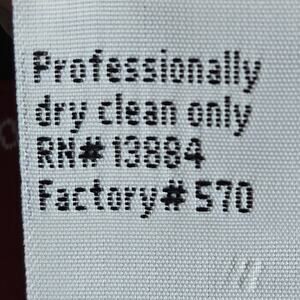 Professionally
dry clean only
RN# 13884
Factory# 570